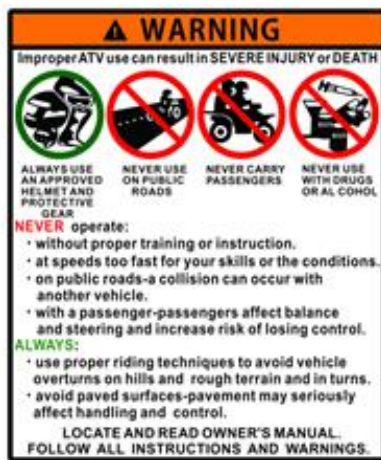 WARNING
Improper ATV use can result in SEVERE INJURY or DEATH
ALWAYS USE
AN APPROVED
HELMET AND
PROTECTIVE
GEAR
NEVER USE
ON PUBLIC
ROADS
NEVER CARRY
PASSENGERS
NEVER USE
WITH DRUGS
OR AL COHOL
NEVER operate:
· without proper training or instruction.
· at speeds too fast for your skills or the conditions.
· on public roads-a collision can occur with
another vehicle.
· with a passenger-passengers affect balance
and steering and increase risk of losing control.
ALWAYS:
· use proper riding techniques to avoid vehicle
overturns on hills and rough terrain and in turns.
· avoid paved surfaces-pavement may seriously
affect handling and control.
LOCATE AND READ OWNER'S MANUAL.
FOLLOW ALL INSTRUCTIONS AND WARNINGS.